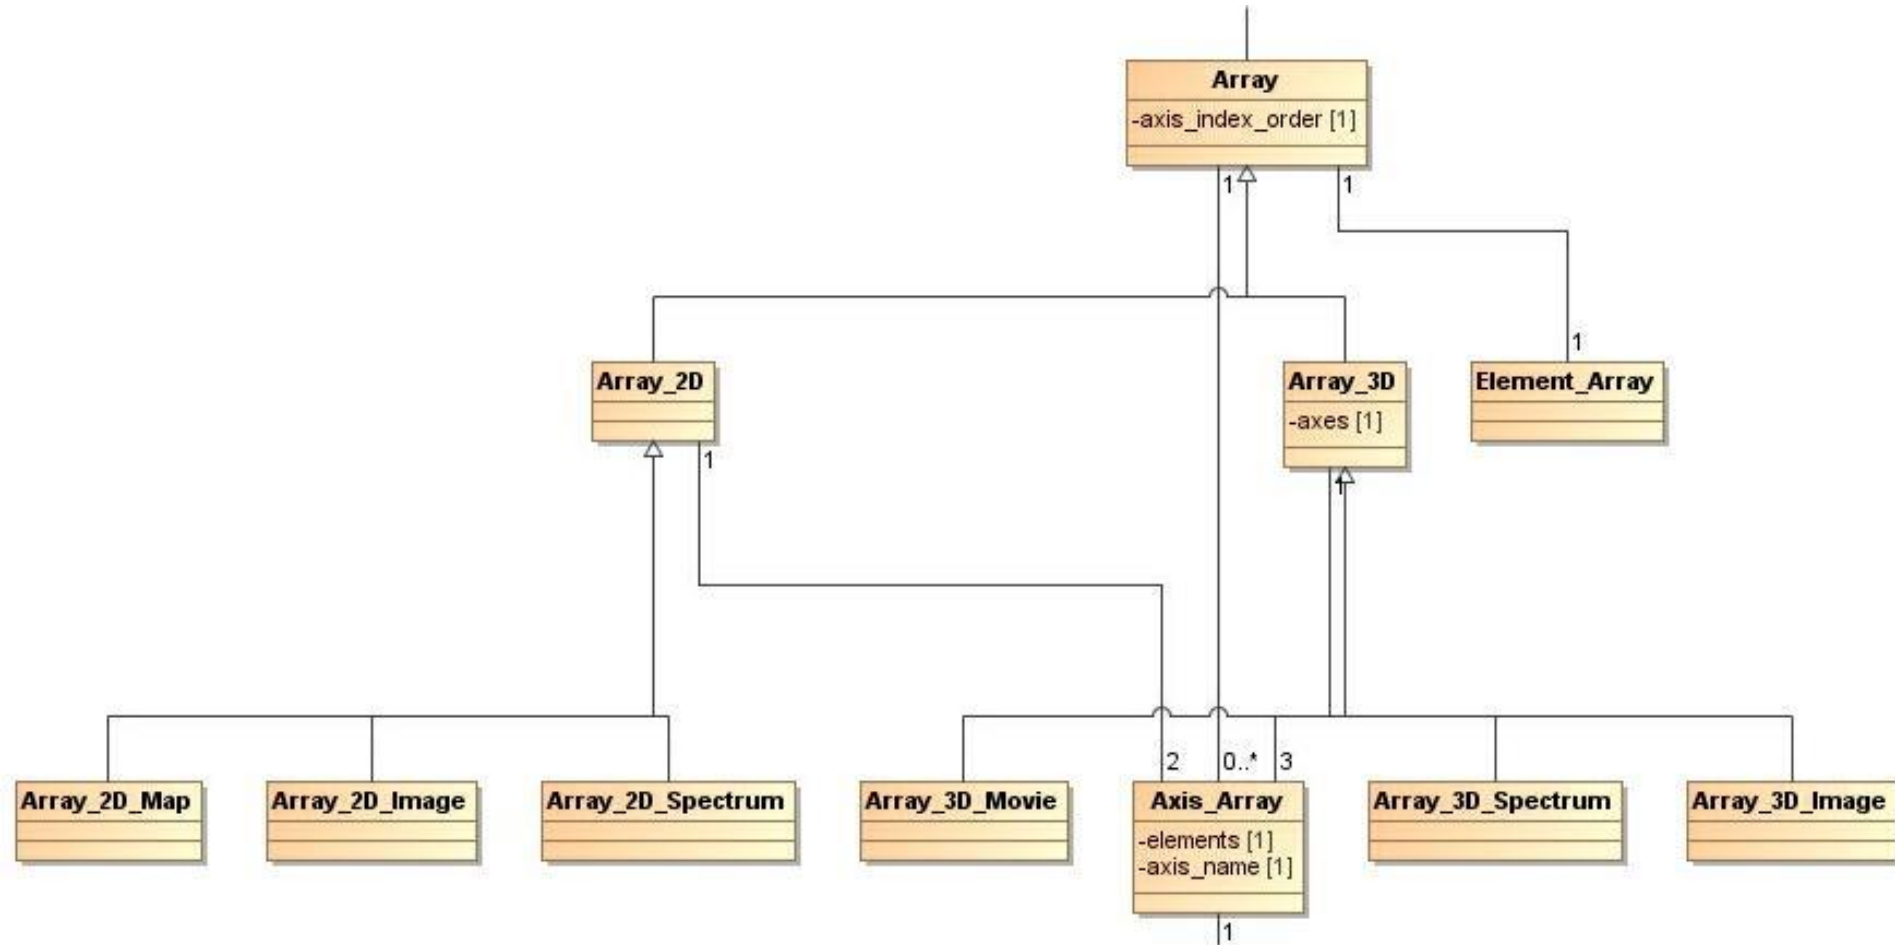 Array
-axis_index_order [1]
1
1
1
Array_2D
Array_3D
-axes [1]
Element_Array
1
1
2
0..*
3
Array_2D_Map
Array_2D_Image
Array_2D_Spectrum
Array_3D_Movie
Axis_Array
-elements [1]
-axis_name [1]
Array_3D_Spectrum
Array_3D_Image
1